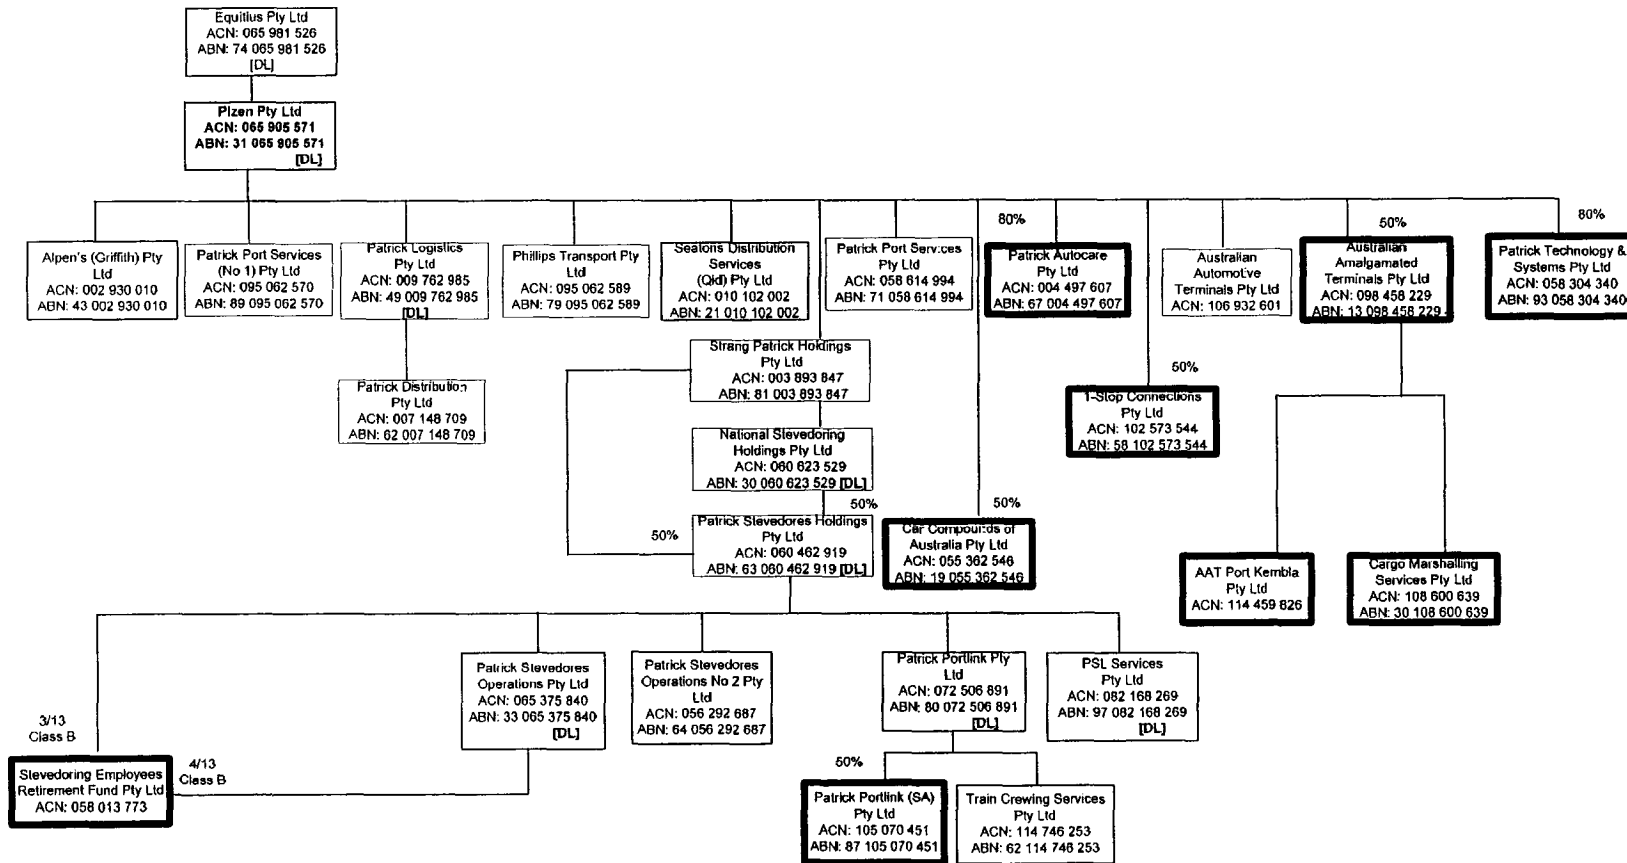 Equitius Pty Ltd
ACN: 065 981 526
ABN: 74 065 981 526
[DL]
Plzen Pty Ltd
ACN: 065 905 571
ABN: 31 065 905 571
[DL]
Alpen's (Griffith) Pty
Ltd
ACN: 002 930 010
ABN: 43 002 930 010
Patrick Port Services
(No 1) Pty Ltd
ACN: 095 062 570
ABN: 89 095 062 570
Patrick Logistics
Pty Ltd
ACN: 009 762 985
ABN: 49 009 762 985
[DL]
Phillips Transport Pty
Ltd
ACN: 095 062 589
ABN: 79 095 062 589
Seatons Distribution
Services
(Qld) Pty Ltd
ACN: 010 102 002
ABN: 21 010 102 002
Patrick Port Services
Pty Ltd
ACN: 058 614 994
ABN: 71 058 614 994
80%
Patrick Autocare
Pty Ltd
ACN: 004 497 607
ABN: 67 004 497 607
Australian
Automotive
Terminals Pty Ltd
ACN: 106 932 601
50%
Australian
Amalgamated
Terminals Pty Ltd
ACN: 098 458 229
ABN: 13 098 458 229
80%
Patrick Technology &
Systems Pty Ltd
ACN: 058 304 340
ABN: 93 058 304 340
Patrick Distribution
Pty Ltd
ACN: 007 148 709
ABN: 62 007 148 709
Strang Patrick Holdings
Pty Ltd
ACN: 003 893 847
ABN: 81 003 893 847
50%
1-Stop Connections
Pty Ltd
ACN: 102 573 544
ABN: 58 102 573 544
National Stevedoring
Holdings Pty Ltd
ACN: 060 623 529
ABN: 30 060 623 529 [DL]
50%
50%
Patrick Stevedores Holdings
Pty Ltd
ACN: 060 462 919
ABN: 63 060 462 919 [DL]
50%
Car Compounds of
Australia Pty Ltd
ACN: 055 362 546
ABN: 19 055 362 546
AAT Port Kembla
Pty Ltd
ACN: 114 459 826
Cargo Marshalling
Services Pty Ltd
ACN: 108 600 639
ABN: 30 108 600 639
Patrick Stevedores
Operations Pty Ltd
ACN: 065 375 840
ABN: 33 065 375 840
[DL]
Patrick Stevedores
Operations No 2 Pty
Ltd
ACN: 056 292 687
ABN: 64 056 292 687
Patrick Portlink Pty
Ltd
ACN: 072 506 891
ABN: 80 072 506 891
[DL]
PSL Services
Pty Ltd
ACN: 082 168 269
ABN: 97 082 168 269
[DL]
3/13
Class B
4/13
Class B
Stevedoring Employees
Retirement Fund Pty Ltd
ACN: 058 013 773
50%
Patrick Portlink (SA)
Pty Ltd
ACN: 105 070 451
ABN: 87 105 070 451
Train Crewing Services
Pty Ltd
ACN: 114 746 253
ABN: 62 114 746 253